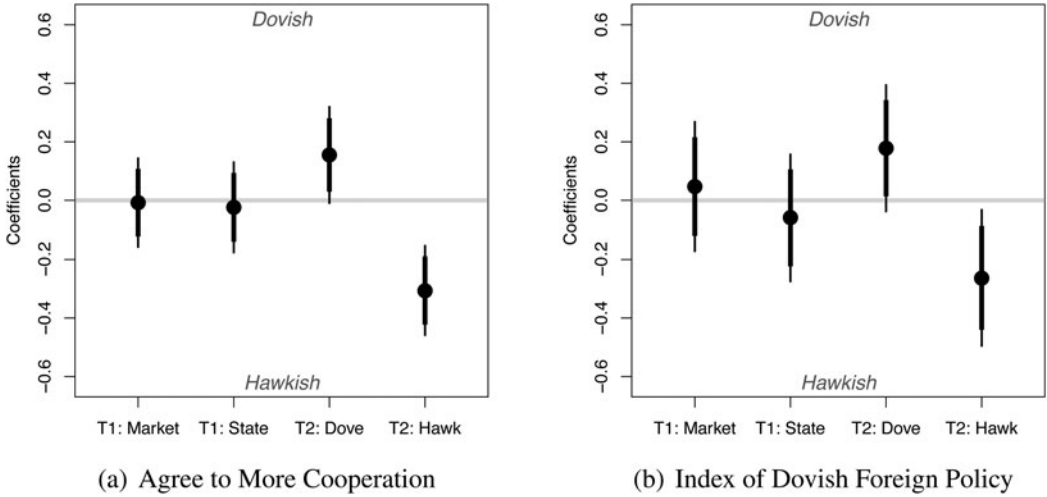 Dovish
Coefficients
0.6
0.4
0.2
0.0
−0.2
−0.4
−0.6
Hawkish
T1: Market T1: State T2: Dove T2: Hawk
(a) Agree to More Cooperation
Dovish
Coefficients
0.6
0.4
0.2
0.0
−0.2
−0.4
−0.6
Hawkish
T1: Market T1: State T2: Dove T2: Hawk
(b) Index of Dovish Foreign Policy